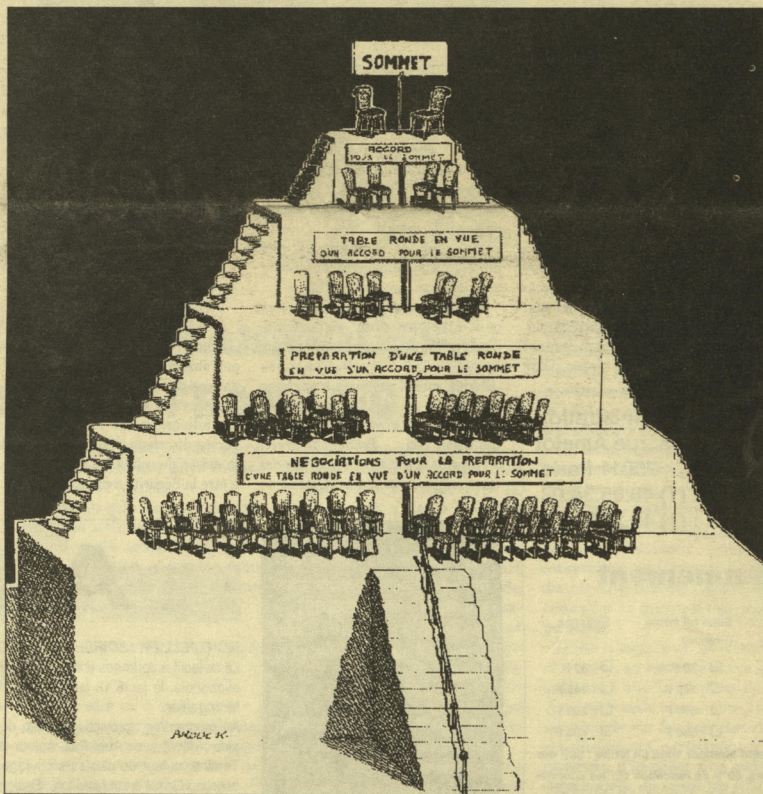 SOMMET
ACCORD
POUR LE SOMMET
TABLE RONDE EN VUE
D'UN ACCORD POUR LE SOMMET
PREPARATION D'UNE TABLE RONDE
EN VUE D'UN ACCORD POUR LE SOMMET
NEGOCIATIONS POUR LA PREPARATION
D'UNE TABLE RONDE EN VUE D'UN ACCORD POUR LE SOMMET